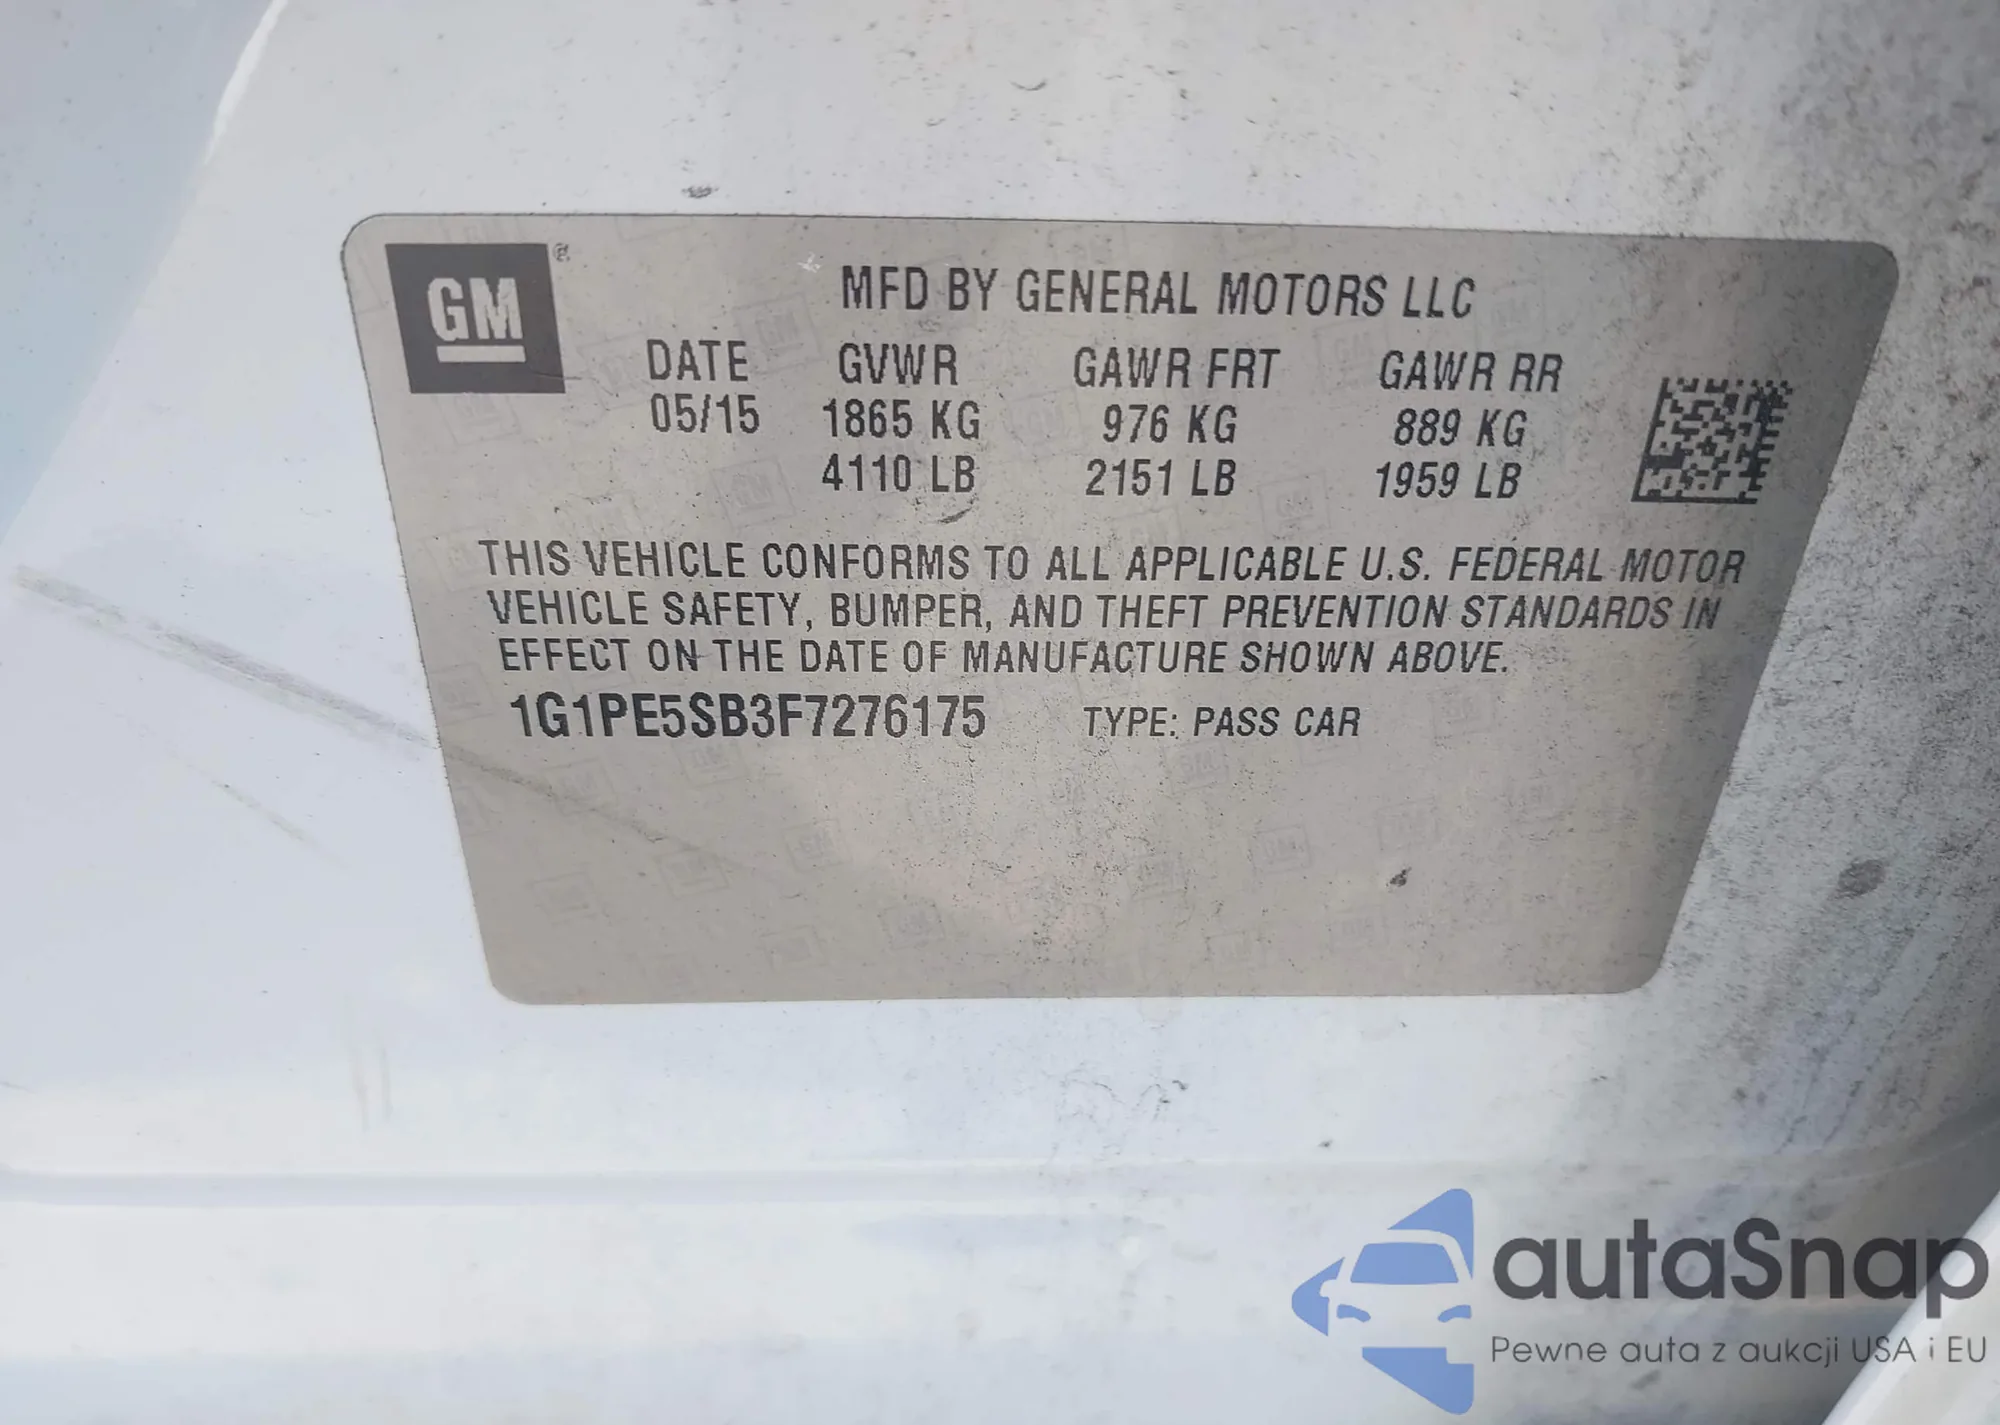 GM ®
MFD BY GENERAL MOTORS LLC
DATE GVWR GAWR FRT GAWR RR
05/15 1865 KG 976 KG 889 KG
4110 LB 2151 LB 1959 LB
THIS VEHICLE CONFORMS TO ALL APPLICABLE U.S. FEDERAL MOTOR
VEHICLE SAFETY, BUMPER, AND THEFT PREVENTION STANDARDS IN
EFFECT ON THE DATE OF MANUFACTURE SHOWN ABOVE.
1G1PE5SB3F7276175 TYPE: PASS CAR
autaSnap
Pewne auta z aukcji USA i EU